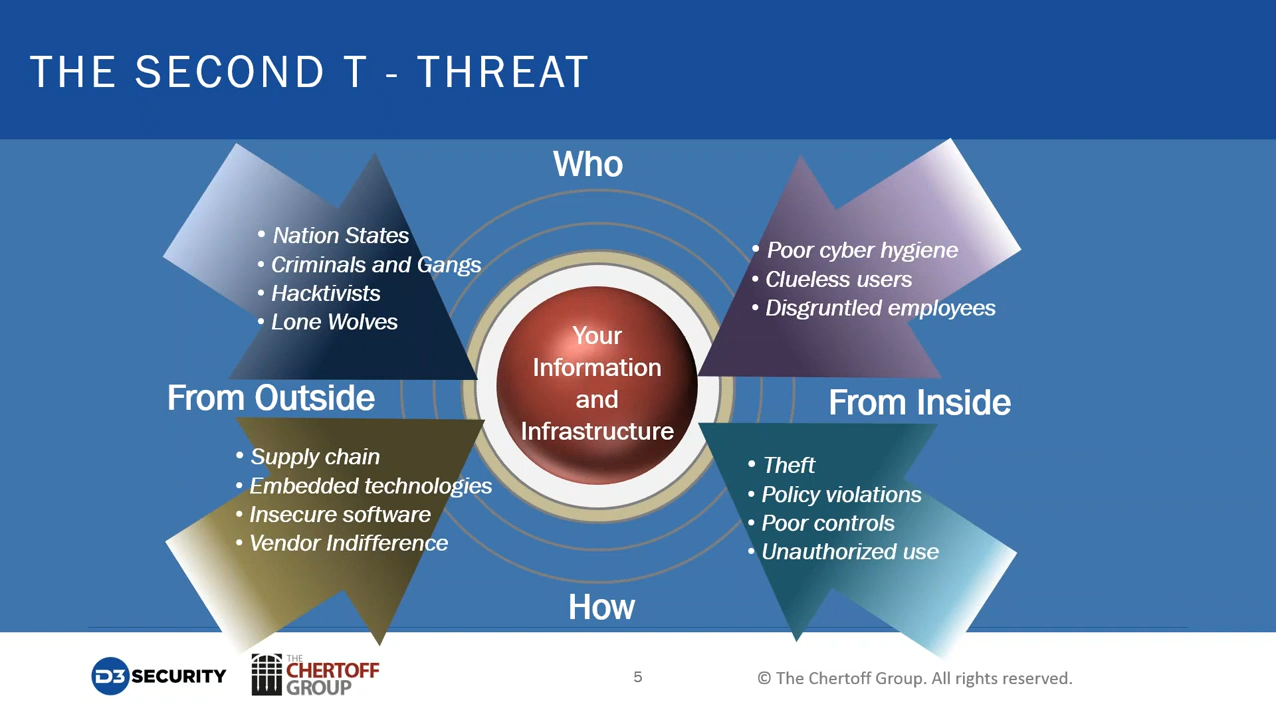 THE SECOND T - THREAT
Who
• Nation States
• Criminals and Gangs
• Hacktivists
• Lone Wolves
• Poor cyber hygiene
• Clueless users
• Disgruntled employees
Your
Information
and
Infrastructure
From Outside
From Inside
• Supply chain
• Embedded technologies
• Insecure software
• Vendor Indifference
• Theft
• Policy violations
• Poor controls
• Unauthorized use
How
D3 SECURITY
THE
CHERTOFF
GROUP
5
© The Chertoff Group. All rights reserved.